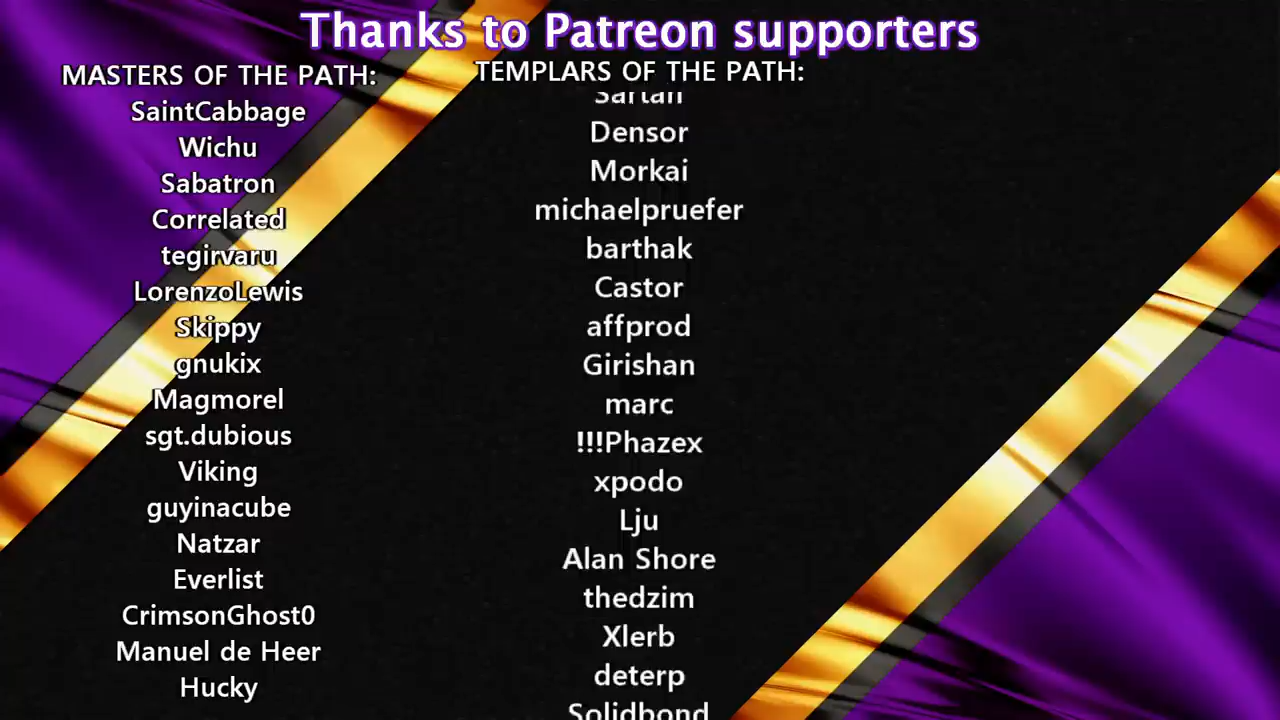 Thanks to Patreon supporters
MASTERS OF THE PATH:
SaintCabbage
Wichu
Sabatron
Correlated
tegirvaru
LorenzoLewis
Skippy
gnukix
Magmorel
sgt.dubious
Viking
guyinacube
Natzar
Everlist
CrimsonGhost0
Manuel de Heer
Hucky
TEMPLARS OF THE PATH:
Sartan
Densor
Morkai
michaelpruefer
barthak
Castor
affprod
Girishan
marc
!!!Phazex
xpodo
Lju
Alan Shore
thedzim
Xlerb
deterp
Solidbond